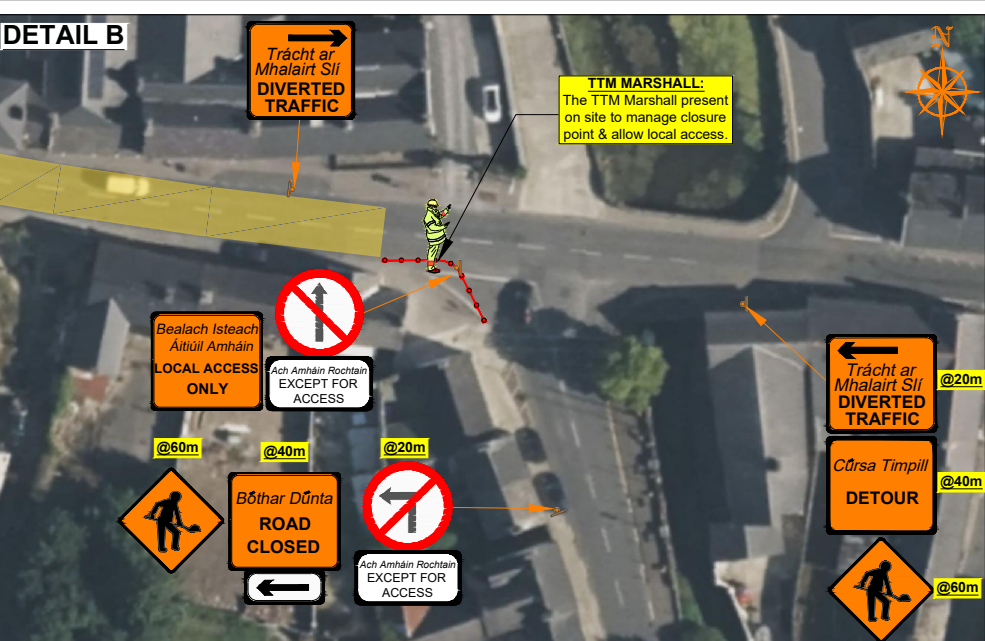 DETAIL B
Trácht ar
Mhalairt Slí
DIVERTED
TRAFFIC
TTM MARSHALL:
The TTM Marshall present
on site to manage closure
point & allow local access.
N
Bealach Isteach
Áitiúil Amháin
LOCAL ACCESS
ONLY
Ach Amháin Rochtain
EXCEPT FOR
ACCESS
Trácht ar
Mhalairt Slí
DIVERTED
TRAFFIC
@20m
@60m
@40m
@20m
Bóthar Dúnta
ROAD
CLOSED
Ach Amháin Rochtain
EXCEPT FOR
ACCESS
Cúrsa Timpill
DETOUR
@40m
@60m